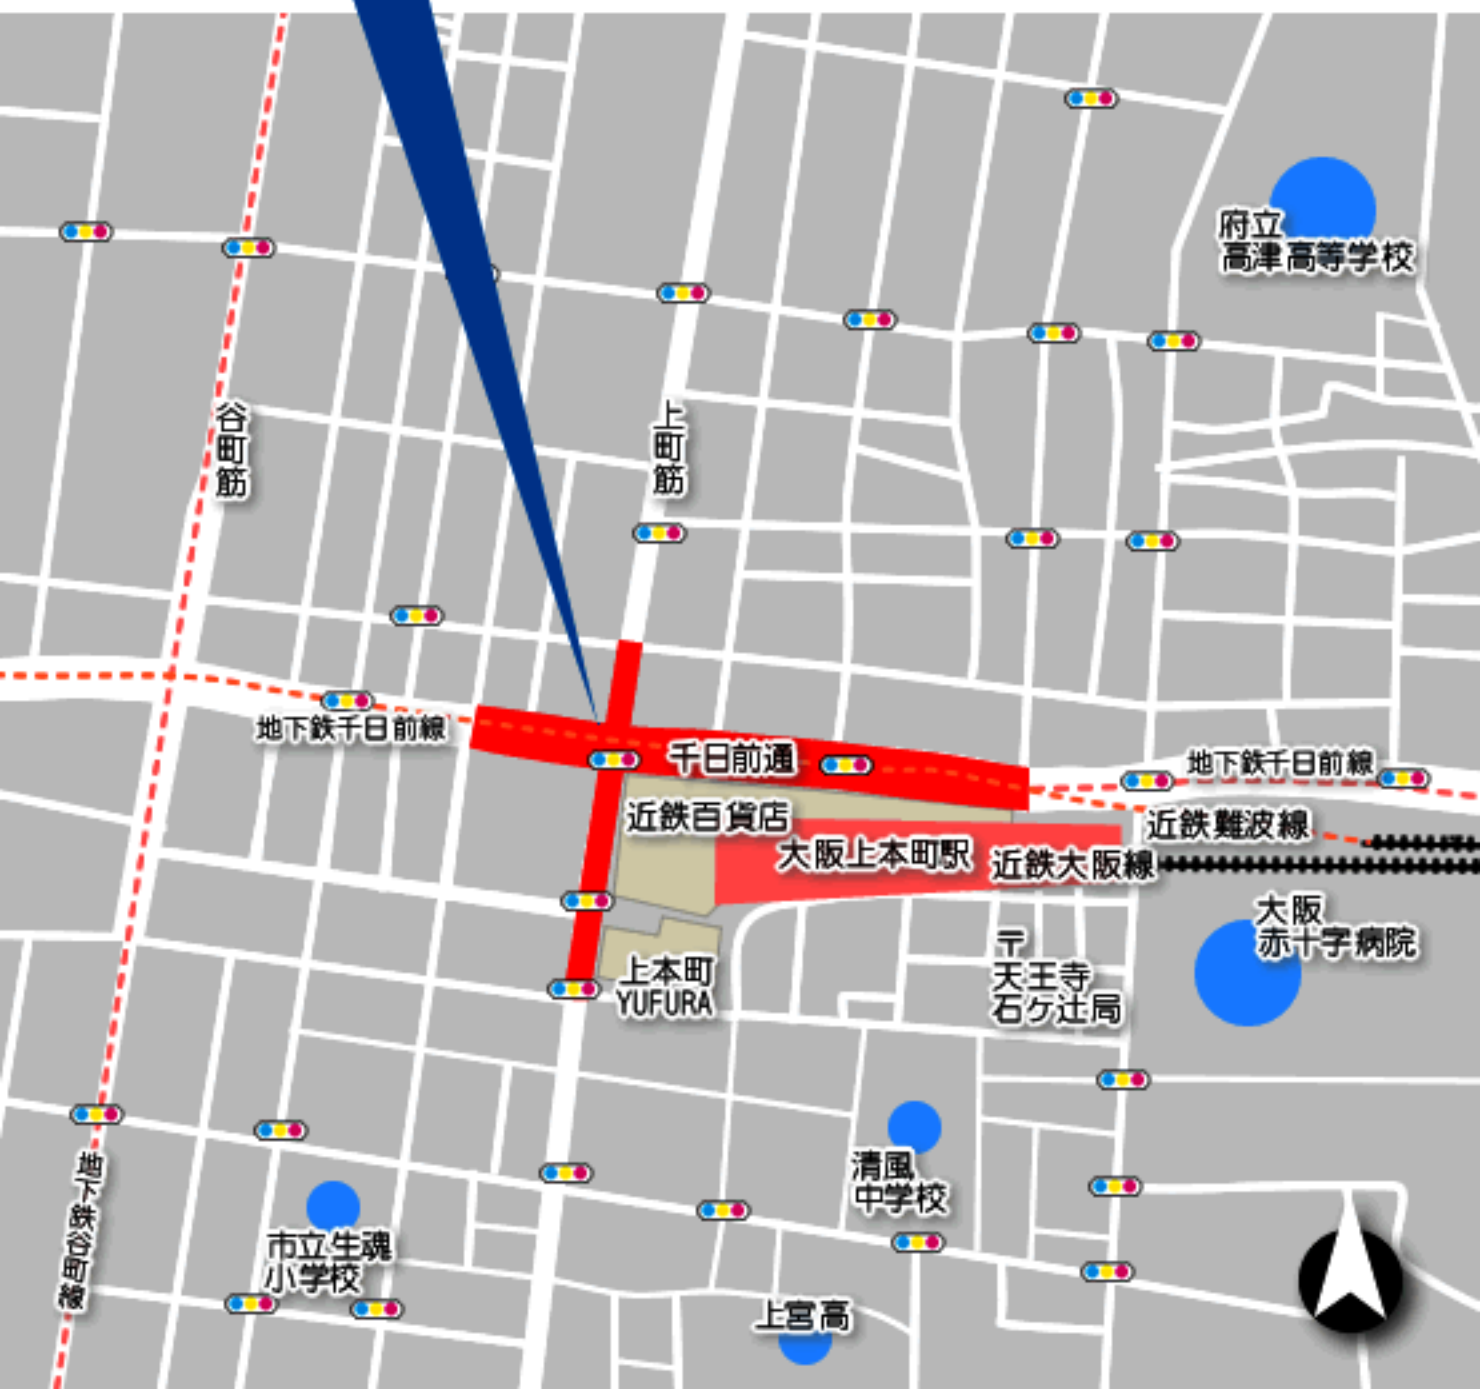 府立
高津高等学校
谷町筋
上町筋
地下鉄千日前線
千日前通
地下鉄千日前線
近鉄百貨店
近鉄難波線
大阪上本町駅
近鉄大阪線
大阪
赤十字病院
〒
天王寺
石ケ辻局
上本町
YUFURA
清風
中学校
地下鉄谷町線
市立生魂
小学校
上宮高